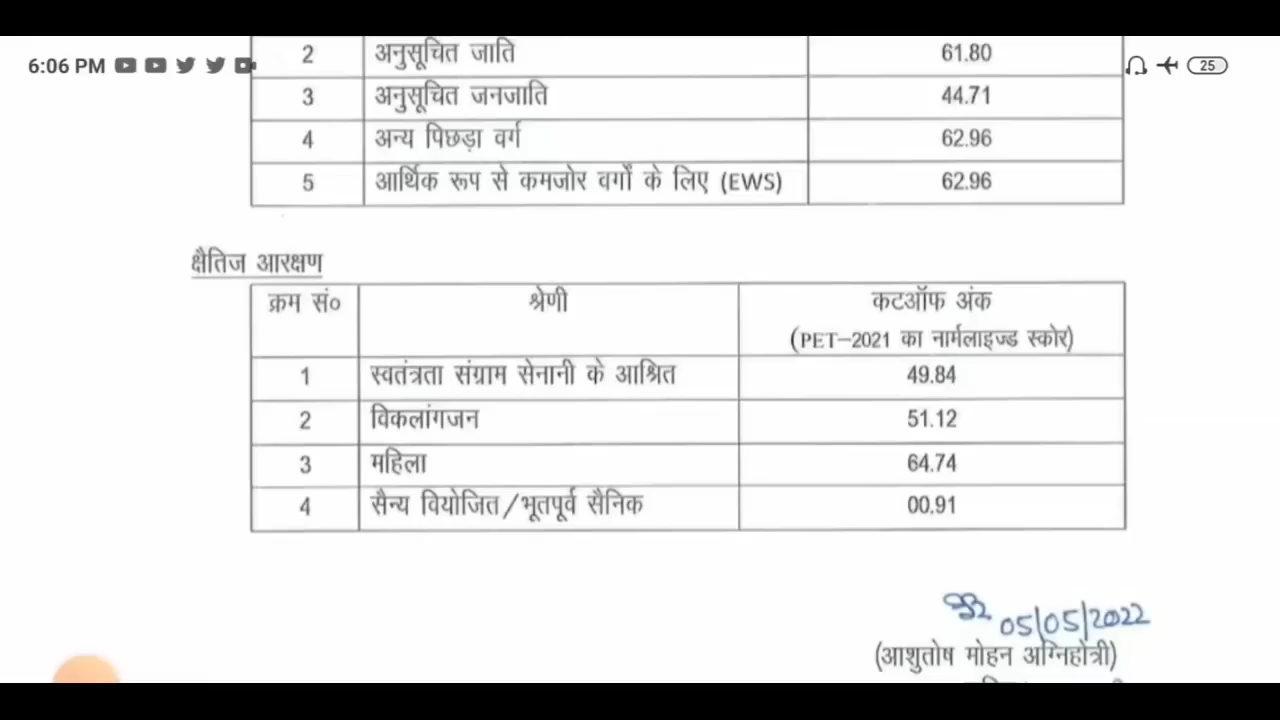 6:06 PM 25
2 अनुसूचित जाति 61.80
3 अनुसूचित जनजाति 44.71
4 अन्य पिछड़ा वर्ग 62.96
5 आर्थिक रूप से कमजोर वर्गों के लिए (EWS) 62.96
क्षैतिज आरक्षण
क्रम सं० श्रेणी कटऑफ अंक
(PET-2021 का नार्मलाइज्ड स्कोर)
1 स्वतंत्रता संग्राम सेनानी के आश्रित 49.84
2 विकलांगजन 51.12
3 महिला 64.74
4 सैन्य वियोजित/भूतपूर्व सैनिक 00.91
05/05/2022
(आशुतोष मोहन अग्निहोत्री)